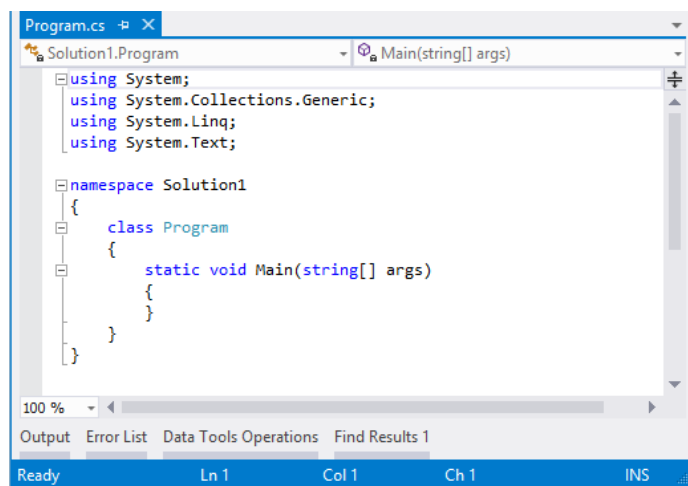 Program.cs
Solution1.Program Main(string[] args)
using System;
using System.Collections.Generic;
using System.Linq;
using System.Text;
namespace Solution1
{
class Program
{
static void Main(string[] args)
{
}
}
}
100 %
Output Error List Data Tools Operations Find Results 1
Ready Ln 1 Col 1 Ch 1 INS